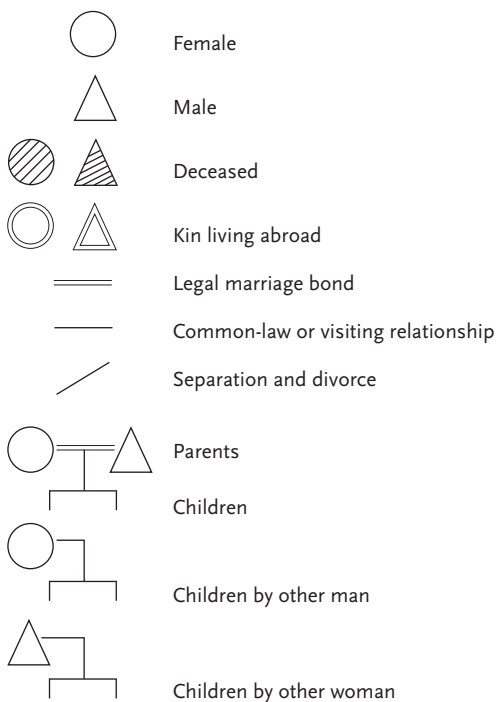 Female
Male
Deceased
Kin living abroad
Legal marriage bond
Common-law or visiting relationship
Separation and divorce
Parents
Children
Children by other man
Children by other woman